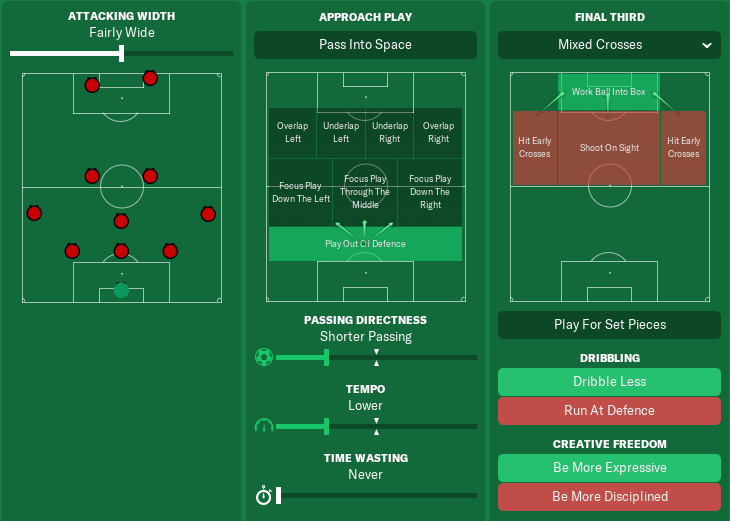 ATTACKING WIDTH
Fairly Wide
APPROACH PLAY
Pass Into Space
Overlap
Left
Underlap
Left
Underlap
Right
Overlap
Right
Focus Play
Down The Left
Focus Play
Through The
Middle
Focus Play
Down The
Right
Play Out Of Defence
PASSING DIRECTNESS
Shorter Passing
TEMPO
Lower
TIME WASTING
Never
FINAL THIRD
Mixed Crosses
Work Ball Into Box
Hit Early
Crosses
Shoot On Sight
Hit Early
Crosses
Play For Set Pieces
DRIBBLING
Dribble Less
Run At Defence
CREATIVE FREEDOM
Be More Expressive
Be More Disciplined